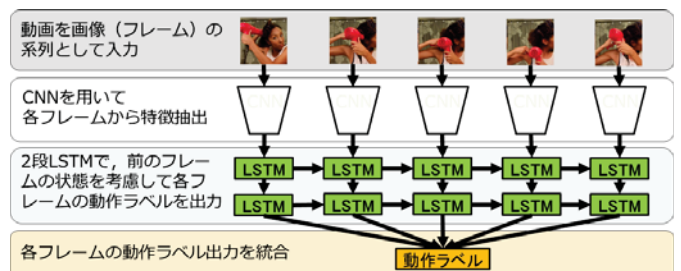 動画を画像（フレーム）の
系列として入力
CNNを用いて
各フレームから特徴抽出
CNN CNN CNN CNN CNN
2段LSTMで，前のフレー
ムの状態を考慮して各フ
レームの動作ラベルを出力
LSTM LSTM LSTM LSTM LSTM
LSTM LSTM LSTM LSTM LSTM
各フレームの動作ラベル出力を統合
動作ラベル